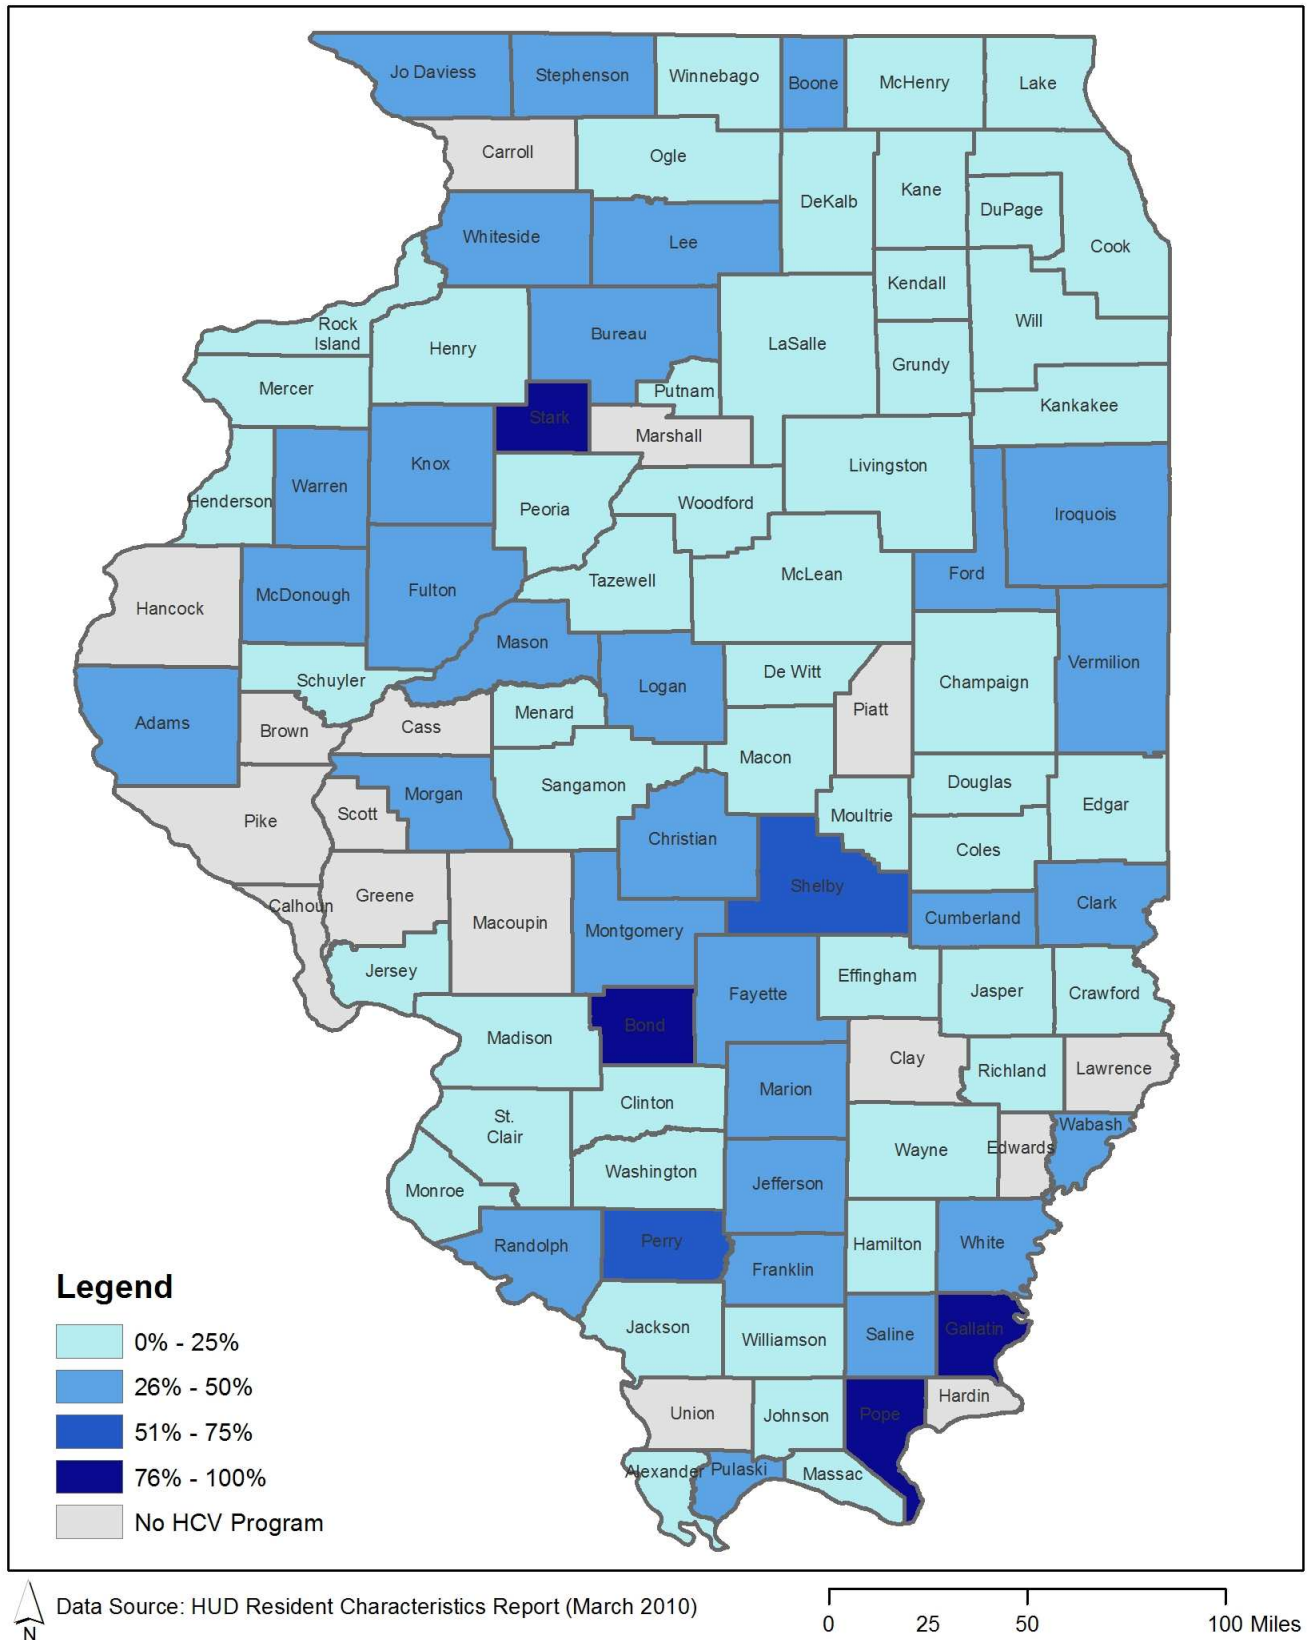 Jo Daviess
Stephenson
Winnebago
Boone
McHenry
Lake
Carroll
Ogle
DeKalb
Kane
DuPage
Cook
Whiteside
Lee
Kendall
Rock
Island
Henry
Bureau
LaSalle
Will
Grundy
Mercer
Putnam
Kankakee
Stark
Marshall
Knox
Livingston
Henderson
Warren
Peoria
Woodford
Iroquois
Hancock
McDonough
Fulton
Tazewell
McLean
Ford
Mason
Vermilion
Schuyler
Logan
De Witt
Champaign
Adams
Brown
Cass
Menard
Piatt
Macon
Morgan
Sangamon
Douglas
Edgar
Pike
Scott
Christian
Moultrie
Coles
Shelby
Calhoun
Greene
Macoupin
Montgomery
Cumberland
Clark
Jersey
Fayette
Effingham
Jasper
Crawford
Madison
Bond
Clay
Richland
Lawrence
Marion
Clinton
St.
Clair
Wabash
Wayne
Edwards
Washington
Jefferson
Monroe
Randolph
Perry
Hamilton
White
Franklin
Jackson
Williamson
Saline
Gallatin
Union
Johnson
Pope
Hardin
Alexander
Pulaski
Massac
Legend
0% - 25%
26% - 50%
51% - 75%
76% - 100%
No HCV Program
N
Data Source: HUD Resident Characteristics Report (March 2010)
0 25 50 100 Miles